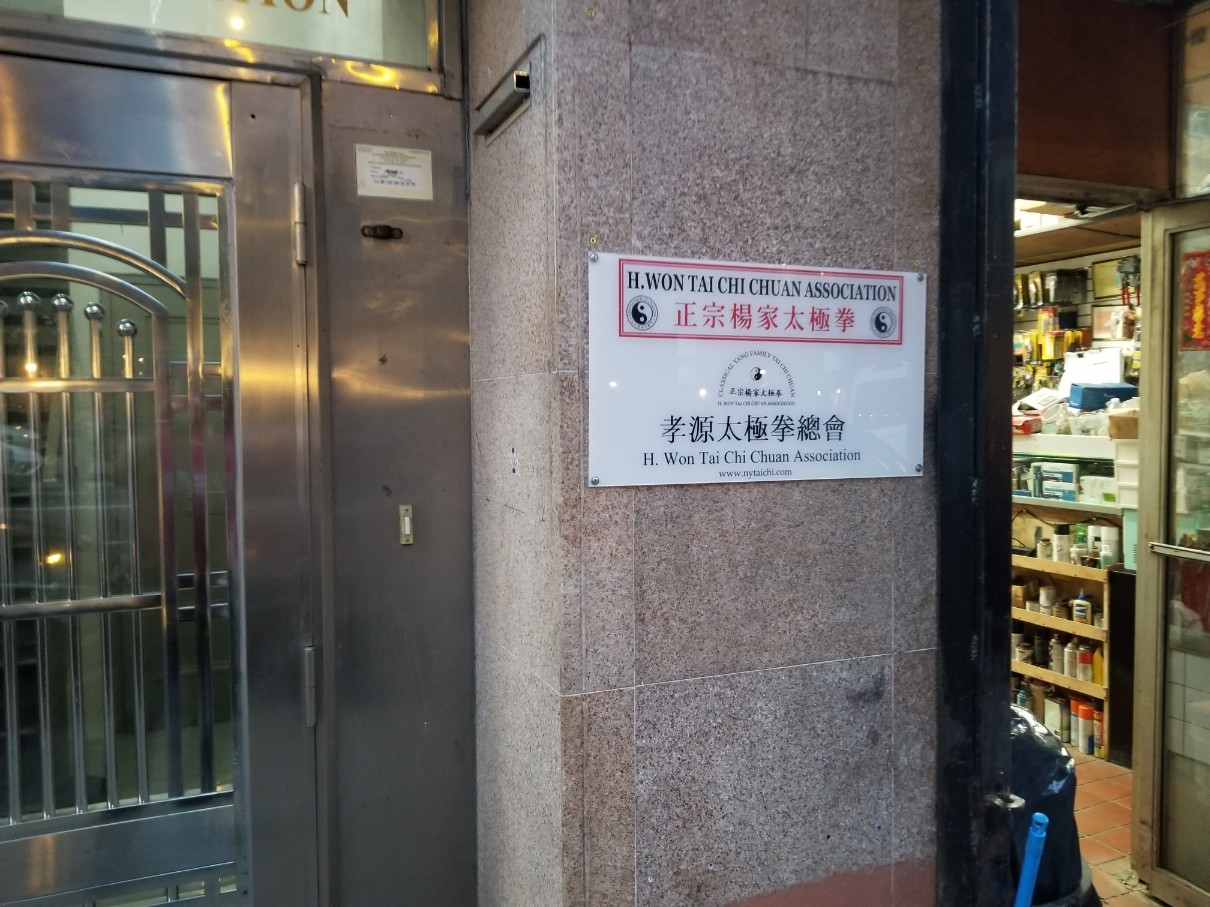 H.WON TAI CHI CHUAN ASSOCIATION
正宗楊家太極拳
CLASSICAL YANG FAMILY TAI CHI CHUAN
正宗楊家太極拳
H. WON TAI CHI CHUAN ASSOCIATION
孝源太極拳總會
H. Won Tai Chi Chuan Association
www.nytaichi.com